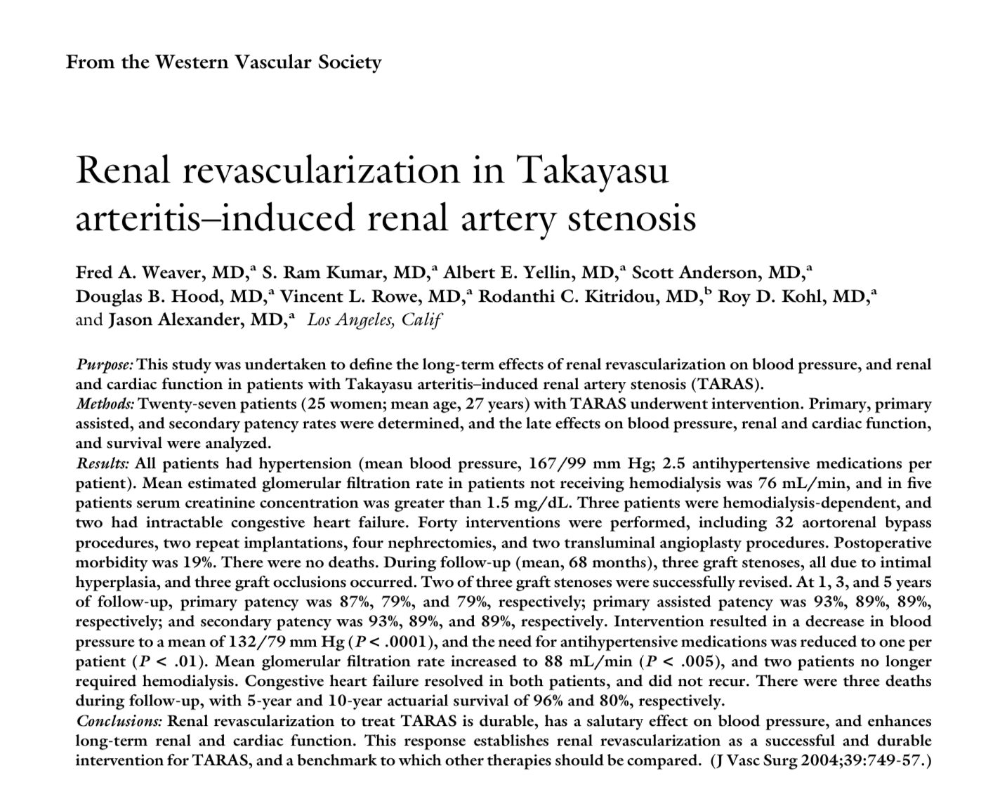 From the Western Vascular Society
Renal revascularization in Takayasu
arteritis–induced renal artery stenosis
Fred A. Weaver, MD,ᵃ S. Ram Kumar, MD,ᵃ Albert E. Yellin, MD,ᵃ Scott Anderson, MD,ᵃ
Douglas B. Hood, MD,ᵃ Vincent L. Rowe, MD,ᵃ Rodanthi C. Kitridou, MD,ᵇ Roy D. Kohl, MD,ᵃ
and Jason Alexander, MD,ᵃ Los Angeles, Calif
Purpose: This study was undertaken to define the long-term effects of renal revascularization on blood pressure, and renal
and cardiac function in patients with Takayasu arteritis–induced renal artery stenosis (TARAS).
Methods: Twenty-seven patients (25 women; mean age, 27 years) with TARAS underwent intervention. Primary, primary
assisted, and secondary patency rates were determined, and the late effects on blood pressure, renal and cardiac function,
and survival were analyzed.
Results: All patients had hypertension (mean blood pressure, 167/99 mm Hg; 2.5 antihypertensive medications per
patient). Mean estimated glomerular filtration rate in patients not receiving hemodialysis was 76 mL/min, and in five
patients serum creatinine concentration was greater than 1.5 mg/dL. Three patients were hemodialysis-dependent, and
two had intractable congestive heart failure. Forty interventions were performed, including 32 aortorenal bypass
procedures, two repeat implantations, four nephrectomies, and two transluminal angioplasty procedures. Postoperative
morbidity was 19%. There were no deaths. During follow-up (mean, 68 months), three graft stenoses, all due to intimal
hyperplasia, and three graft occlusions occurred. Two of three graft stenoses were successfully revised. At 1, 3, and 5 years
of follow-up, primary patency was 87%, 79%, and 79%, respectively; primary assisted patency was 93%, 89%, 89%,
respectively; and secondary patency was 93%, 89%, and 89%, respectively. Intervention resulted in a decrease in blood
pressure to a mean of 132/79 mm Hg (P < .0001), and the need for antihypertensive medications was reduced to one per
patient (P < .01). Mean glomerular filtration rate increased to 88 mL/min (P < .005), and two patients no longer
required hemodialysis. Congestive heart failure resolved in both patients, and did not recur. There were three deaths
during follow-up, with 5-year and 10-year actuarial survival of 96% and 80%, respectively.
Conclusions: Renal revascularization to treat TARAS is durable, has a salutary effect on blood pressure, and enhances
long-term renal and cardiac function. This response establishes renal revascularization as a successful and durable
intervention for TARAS, and a benchmark to which other therapies should be compared. (J Vasc Surg 2004;39:749-57.)